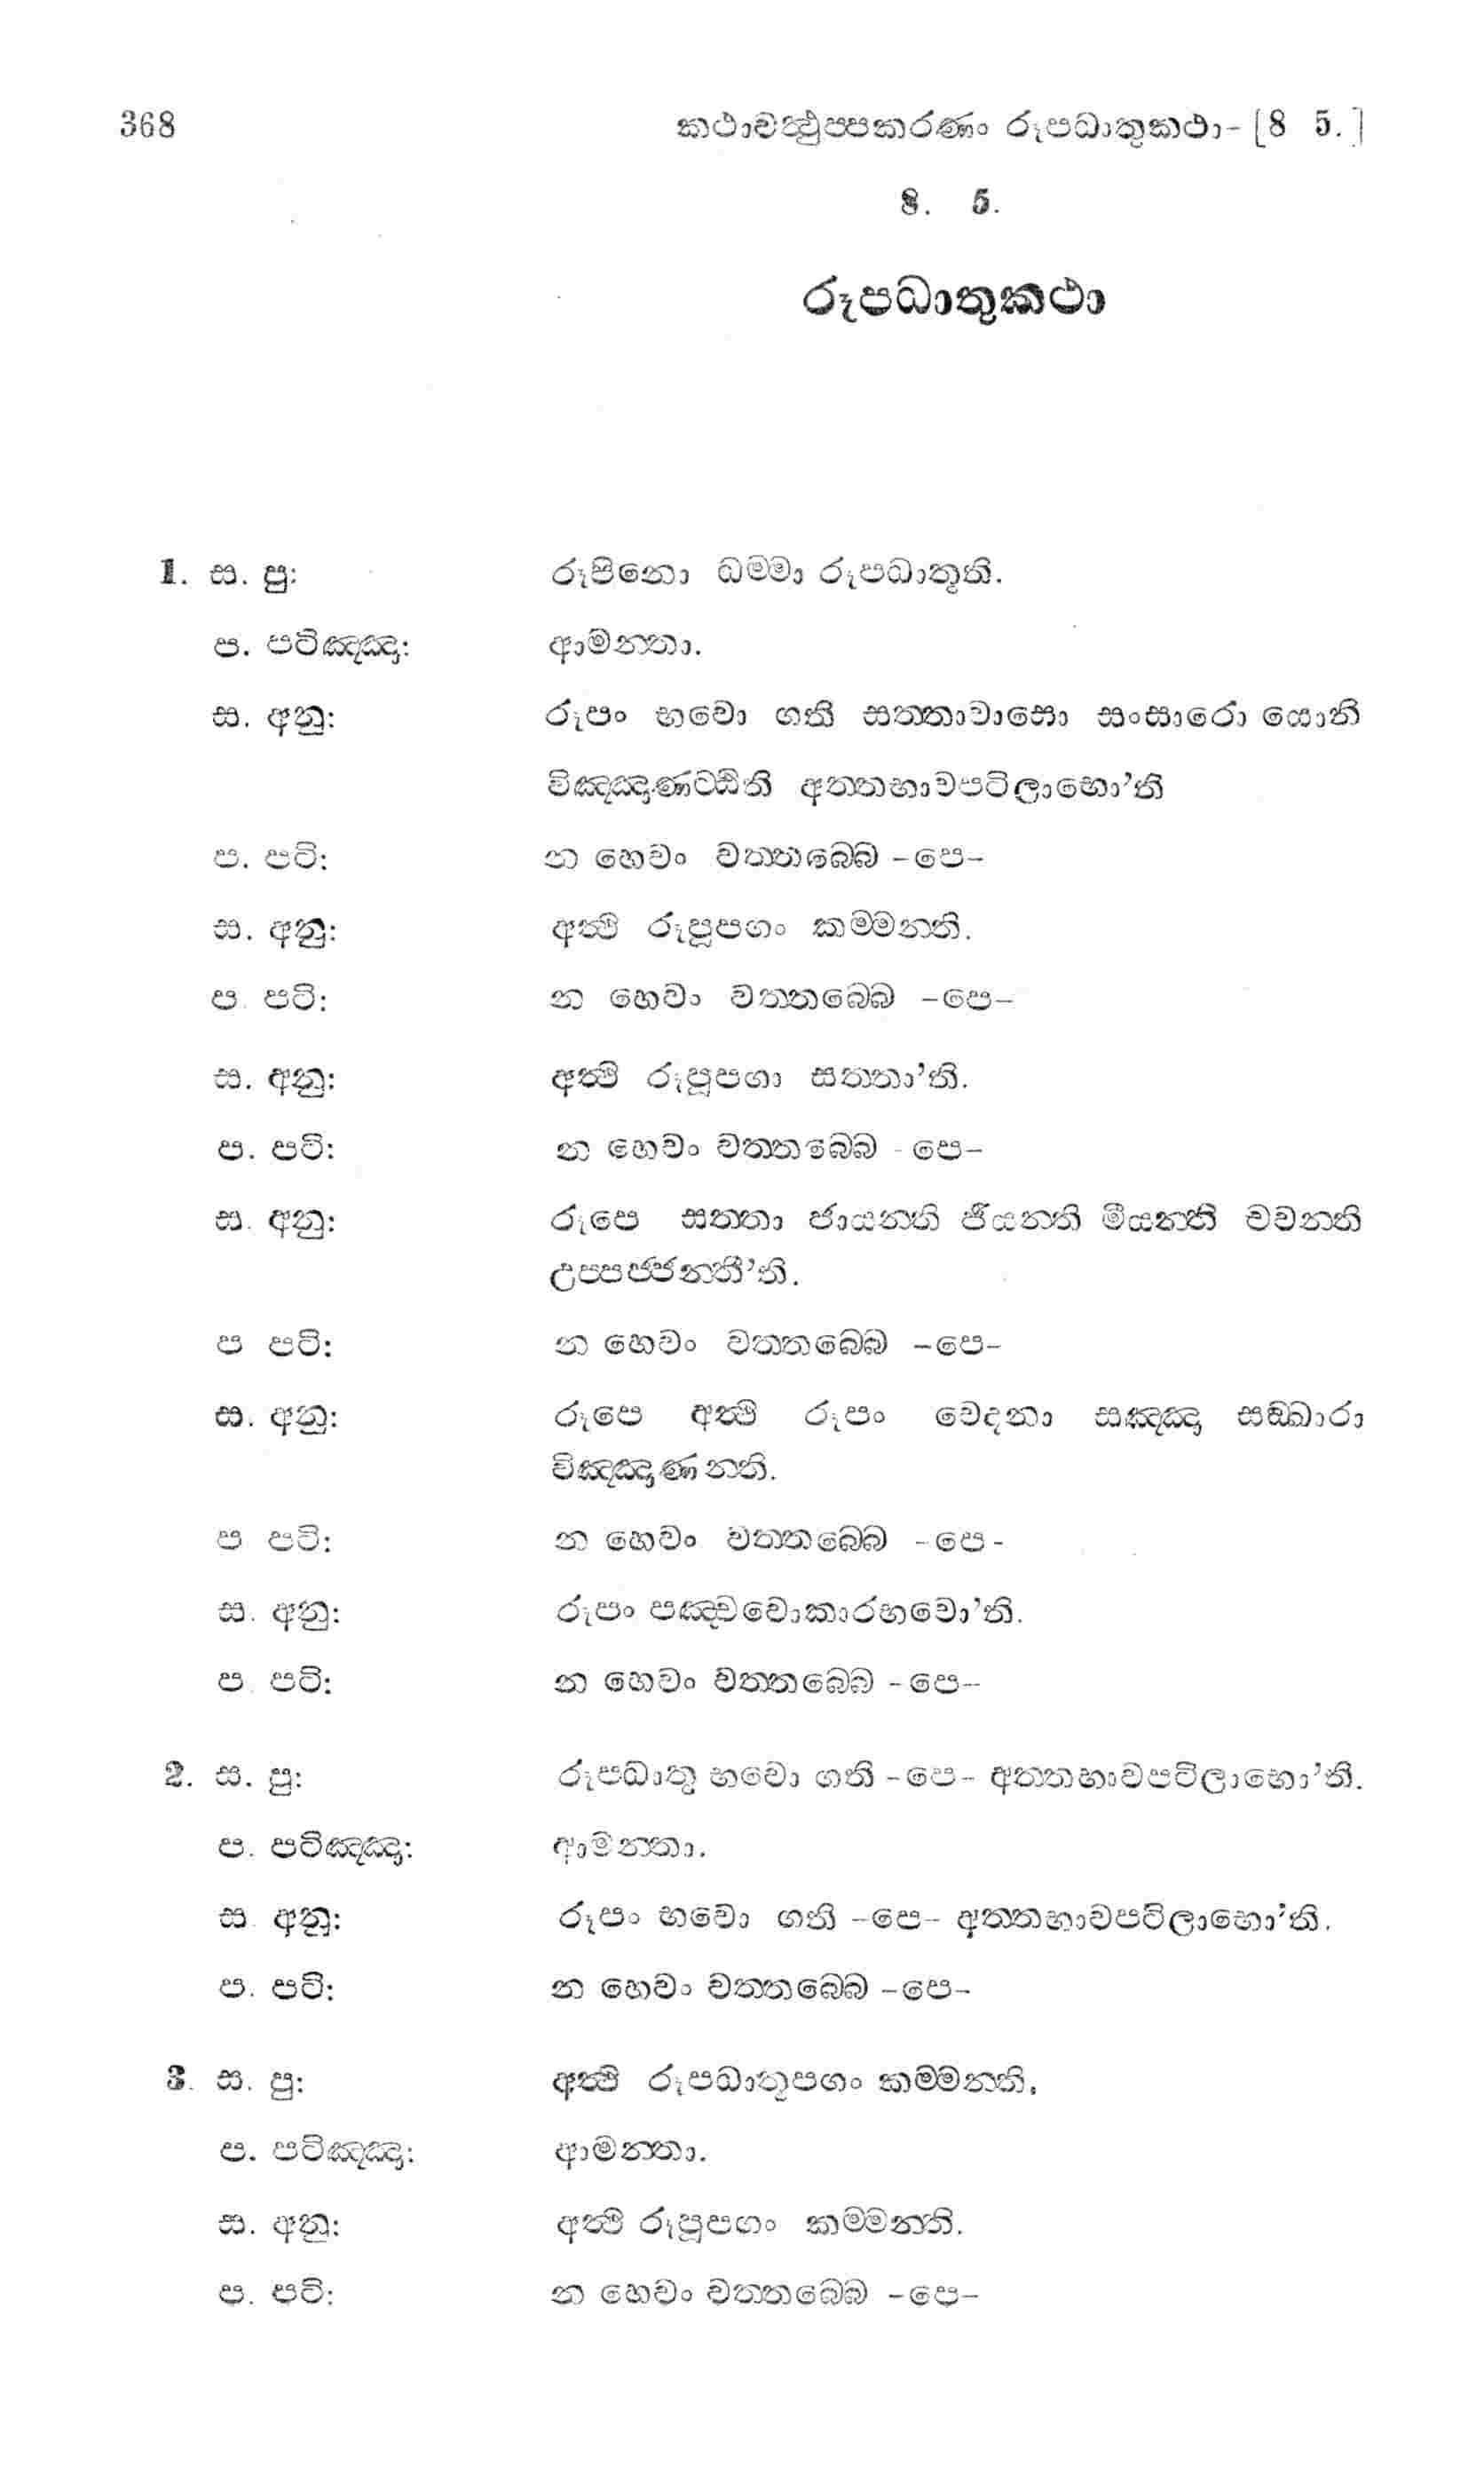 368 කථාවත්ථුප්පකරණං රූපධාතුකථා- [8 5.]
8. 5.
රූපධාතුකථා
1. ස. පු: රූපිනො ධම්මා රූපධාතූති.
ප. පටිඤ්ඤා: ආමන්තා.
ස. අනු: රූපං භවො ගති සත්තාවාසො සංසාරො යොනි
විඤ්ඤාණට්ඨිති අත්තභාවපටිලාභො’ති
ප. පටි: න හෙවං වත්තබ්බෙ -පෙ-
ස. අනු: අත්ථි රූපූපගං කම්මන්ති.
ප. පටි: න හෙවං වත්තබ්බෙ -පෙ-
ස. අනු: අත්ථි රූපූපගා සත්තා’ති.
ප. පටි: න හෙවං වත්තබ්බෙ -පෙ-
ස. අනු: රූපෙ සත්තා ජායන්ති ජීයන්ති මීයන්ති චවන්ති
උප්පජ්ජන්තී’ති.
ප පටි: න හෙවං වත්තබ්බෙ -පෙ-
ස. අනු: රූපෙ අත්ථි රූපං වෙදනා සඤ්ඤා සඞ්ඛාරා
විඤ්ඤාණන්ති.
ප පටි: න හෙවං වත්තබ්බෙ -පෙ-
ස. අනු: රූපං පඤ්චවොකාරභවො’ති.
ප. පටි: න හෙවං වත්තබ්බෙ -පෙ-
2. ස. පු: රූපධාතු භවො ගති -පෙ- අත්තභාවපටිලාභො’ති.
ප. පටිඤ්ඤා: ආමන්තා.
ස අනු: රූපං භවො ගති -පෙ- අත්තභාවපටිලාභො’ති.
ප. පටි: න හෙවං වත්තබ්බෙ -පෙ-
3. ස. පු: අත්ථි රූපධාතූපගං කම්මන්ති.
ප. පටිඤ්ඤා: ආමන්තා.
ස. අනු: අත්ථි රූපූපගං කම්මන්ති.
ප. පටි: න හෙවං වත්තබ්බෙ -පෙ-